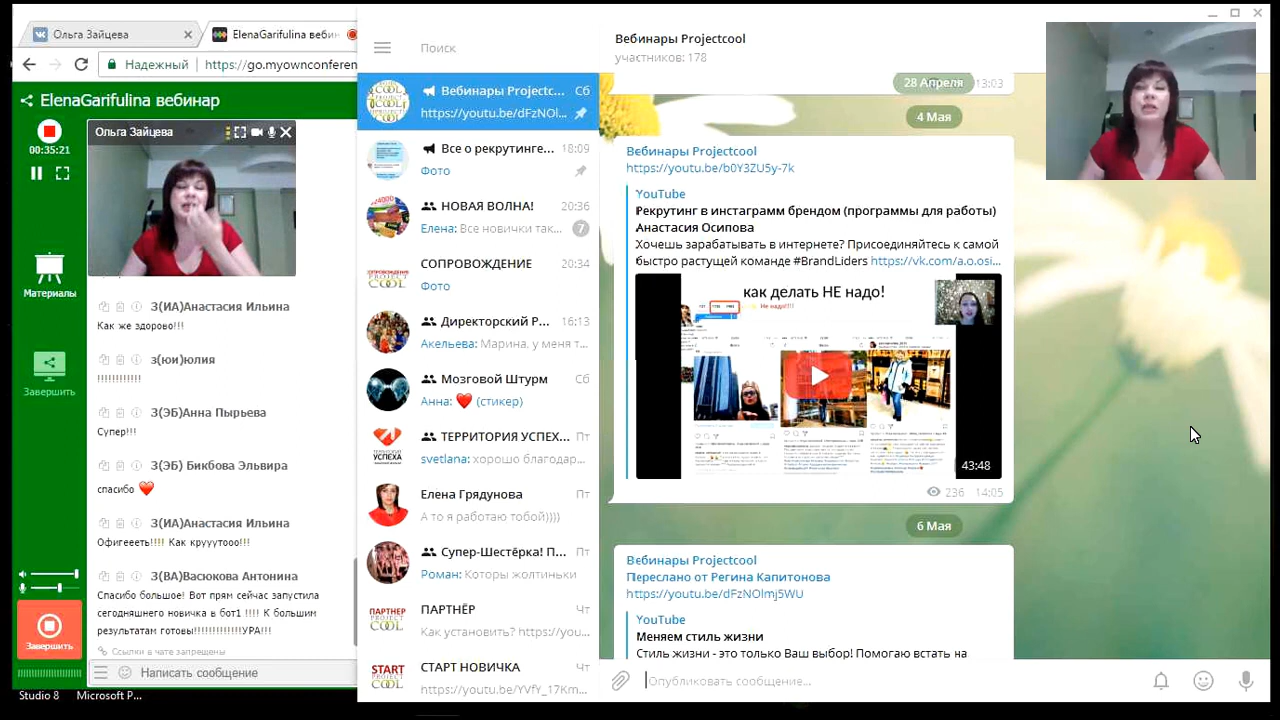 Ольга Зайцева
ElenaGarifulina веби
Надежный
https://go.myownconferen
ElenaGarifulina вебинар
00:35:21
Ольга Зайцева
Материалы
Завершить
Завершить
З(ИА)Анастасия Ильина
Как же здорово!!!
Юлия
!!!!!!!!!!!!
З(ЭБ)Анна Пырьева
Супер!!!
Бикбова Эльвира
спасибо ❤️
З(ИА)Анастасия Ильина
Офигееть!!!! Как крууутооо!!!
З(ВА)Васюкова Антонина
Спасибо большое! Вот прям сейчас запустила
сегодняшнего новичка в бот1 !!!! К большим
результатам готовы!!!!!!!!!!!!!УРА!!!
Ссылки в чате запрещены
Написать сообщение
Studio 8
Microsoft P...
Поиск
Вебинары Projectc...
Сб
https://youtu.be/dFzNOl...
Все о рекрутинге...
18:09
Фото
НОВАЯ ВОЛНА!
20:36
Елена: Все новички так...
7
СОПРОВОЖДЕНИЕ
20:34
Фото
Директорский Р...
16:13
Акельева: Марина, у меня т...
Мозговой Штурм
Сб
Анна: ❤️ (стикер)
ТЕРРИТОРИЯ УСПЕХ...
Пт
svetlana: хорошо
Елена Грядунова
Пт
А то я работаю тобой))))
Супер-Шестёрка! П...
Пт
Роман: Которы жолтиньки
ПАРТНЁР
Чт
Как установить? https://you...
СТАРТ НОВИЧКА
Чт
https://youtu.be/YVfY_17Km...
Вебинары Projectcool
участников: 178
28 Апреля
13:03
4 Мая
Вебинары Projectcool
https://youtu.be/b0Y3ZU5y-7k
YouTube
Рекрутинг в инстаграмм брендом (программы для работы)
Анастасия Осипова
Хочешь зарабатывать в интернете? Присоединяйтесь к самой
быстро растущей команде #BrandLiders https://vk.com/a.o.osi...
как делать НЕ надо!
Не надо!!!!
43:48
236
14:05
6 Мая
Вебинары Projectcool
Переслано от Регина Капитонова
https://youtu.be/dFzNOlmj5WU
YouTube
Меняем стиль жизни
Стиль жизни - это только Ваш выбор! Помогаю встать на
Опубликовать сообщение...